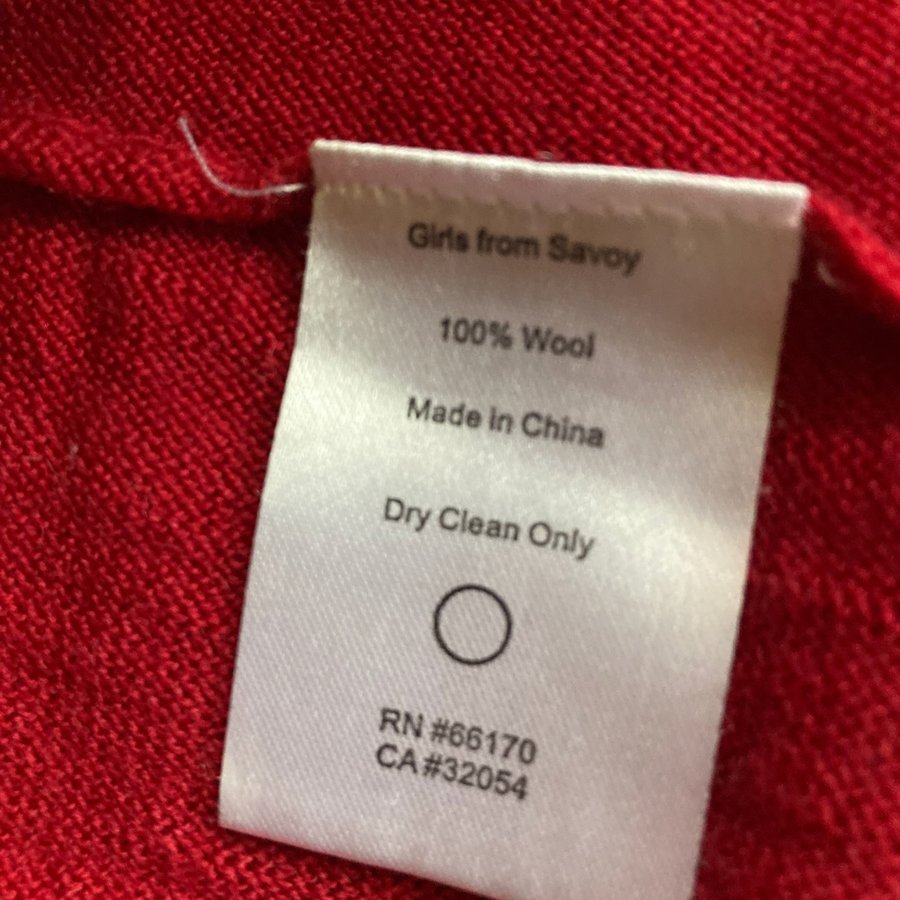 Girls from Savoy
100% Wool
Made in China
Dry Clean Only
RN #66170
CA#32054